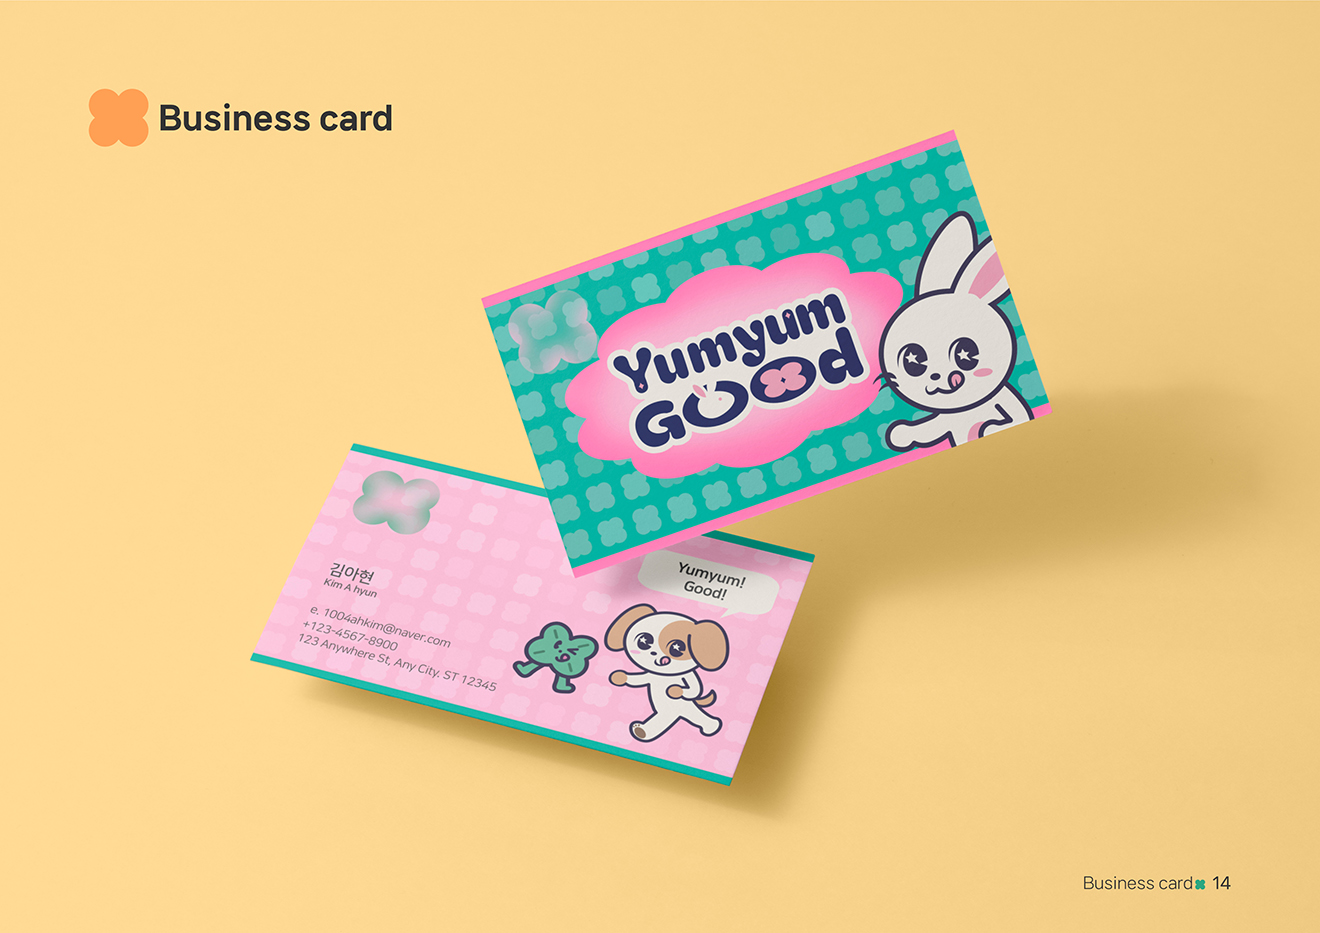 Business card
Yumyum
Good
김아현
Kim A hyun
e. 1004ahkim@naver.com
+123-4567-8900
123 Anywhere St, Any City, ST 12345
Yumyum!
Good!
Business card 14